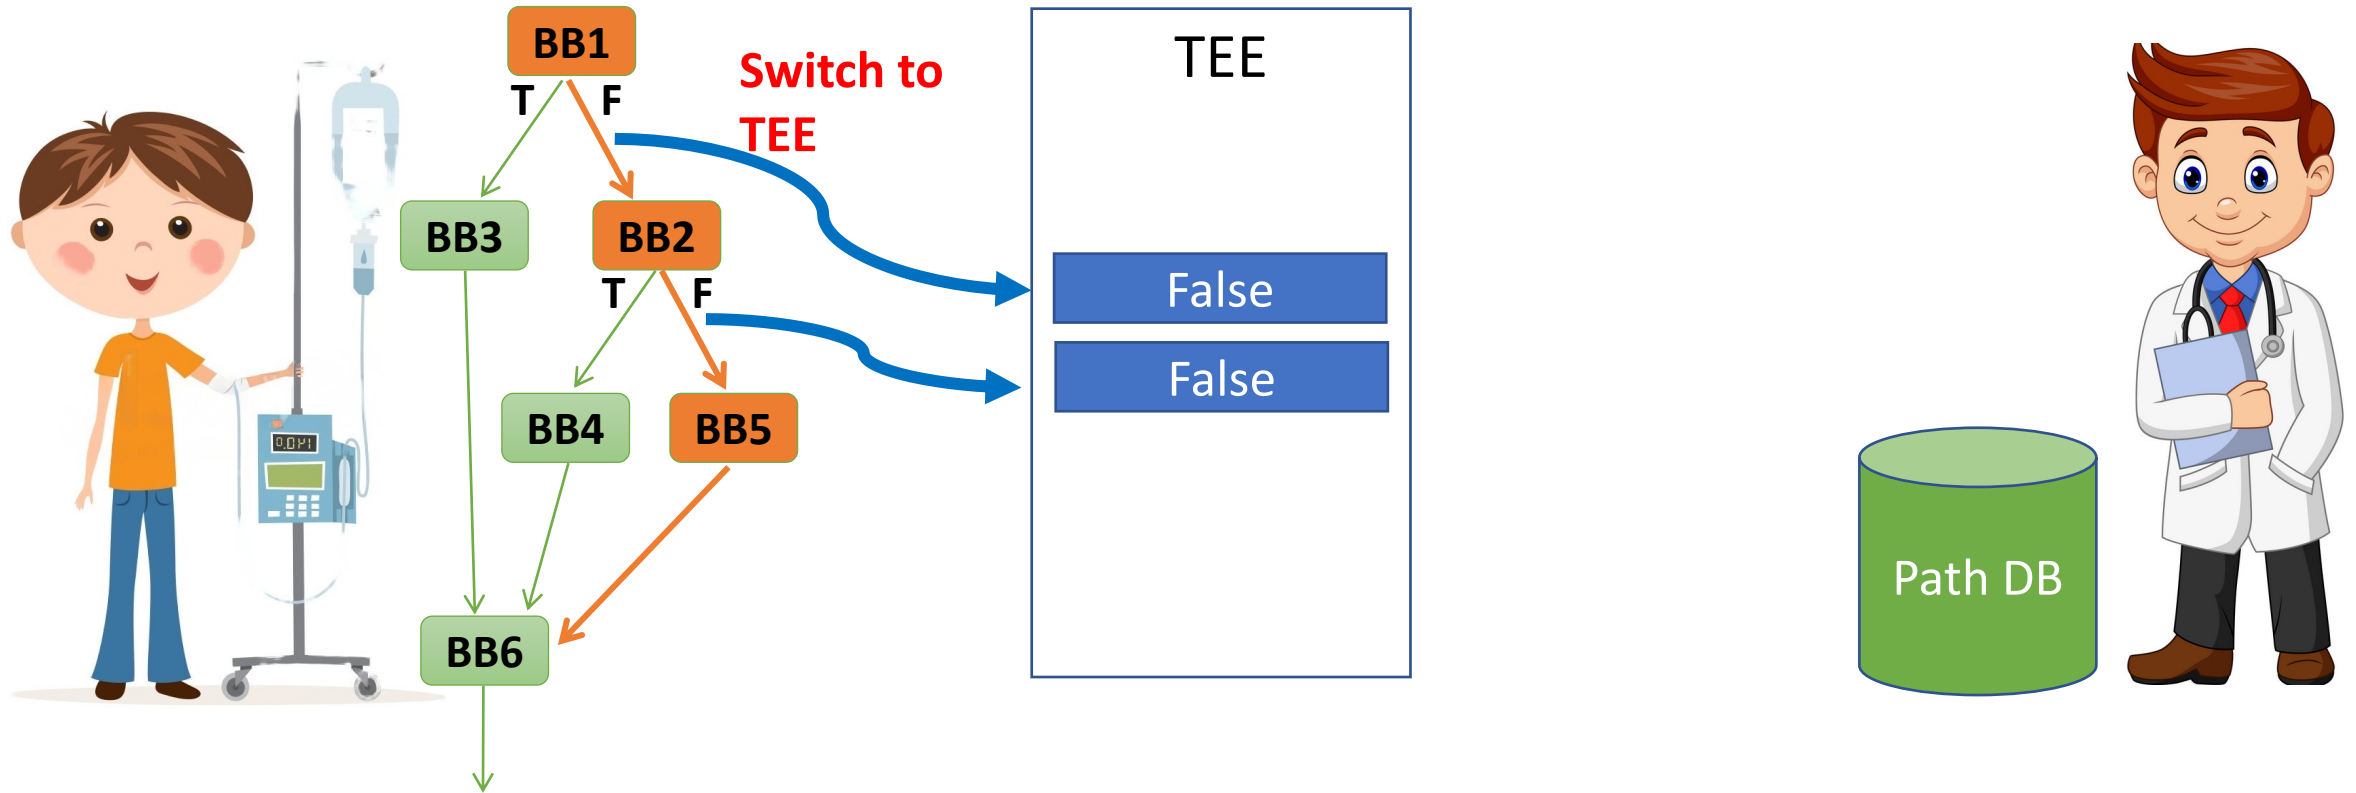 BB1
T F
Switch to
TEE
TEE
BB3
BB2
T F
False
False
BB4
BB5
BB6
Path DB